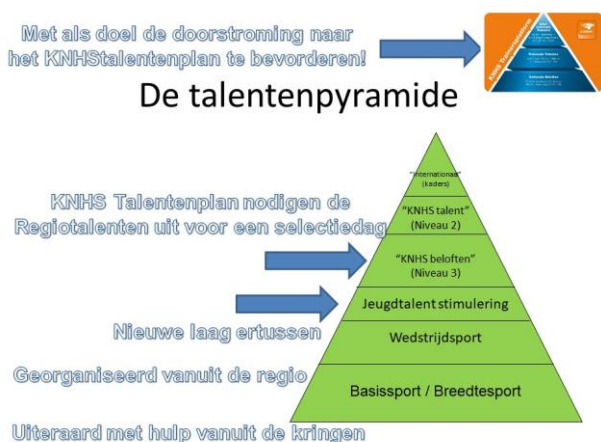 Met als doel de doorstroming naar
het KNHStalentenplan te bevorderen!
KNHS Trainersplatform
De talentenpyramide
"Internationaal"
(kaders)
KNHS Talentenplan nodigen de
Regiotalenten uit voor een selectiedag
"KNHS talent"
(Niveau 2)
"KNHS beloften"
(Niveau 3)
Jeugdtalent stimulering
Nieuwe laag ertussen
Wedstrijdsport
Georganiseerd vanuit de regio
Basissport / Breedtesport
Uiteraard met hulp vanuit de kringen